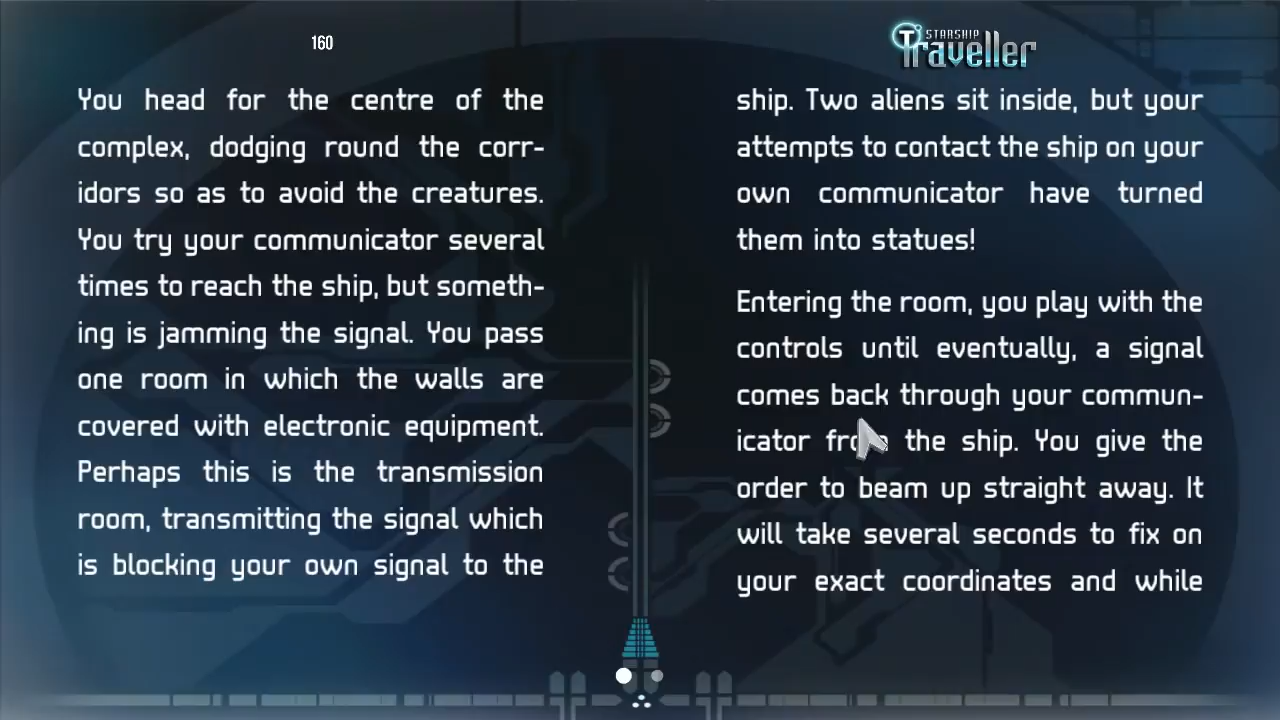 160
STARSHIP
Traveller
You head for the centre of the
complex, dodging round the corr-
idors so as to avoid the creatures.
You try your communicator several
times to reach the ship, but someth-
ing is jamming the signal. You pass
one room in which the walls are
covered with electronic equipment.
Perhaps this is the transmission
room, transmitting the signal which
is blocking your own signal to the
ship. Two aliens sit inside, but your
attempts to contact the ship on your
own communicator have turned
them into statues!
Entering the room, you play with the
controls until eventually, a signal
comes back through your commun-
icator from the ship. You give the
order to beam up straight away. It
will take several seconds to fix on
your exact coordinates and while